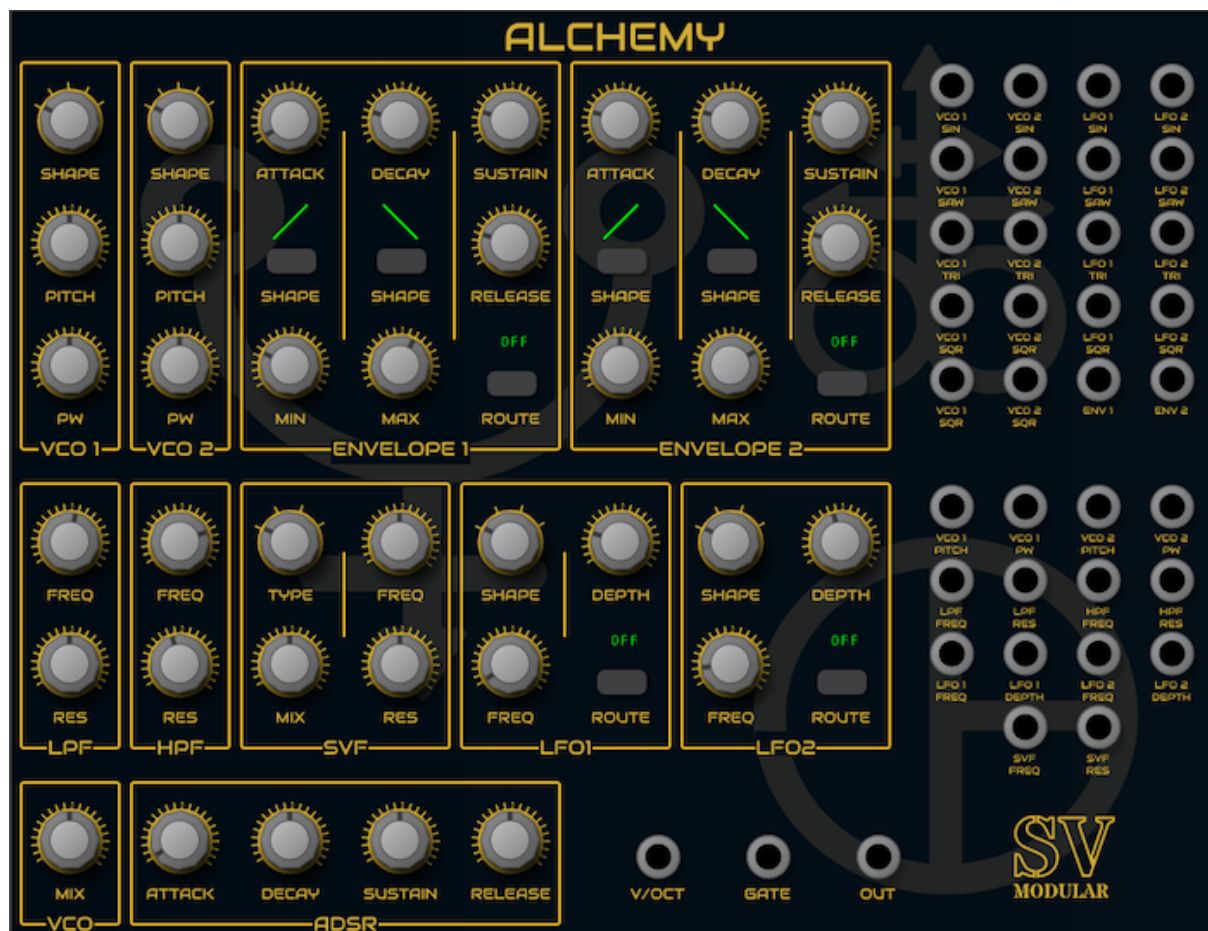 ALCHEMY
SHAPE
PITCH
PW
VCO 1
SHAPE
PITCH
PW
VCO 2
ATTACK DECAY SUSTAIN
SHAPE SHAPE RELEASE
OFF
MIN MAX ROUTE
ENVELOPE 1
ATTACK DECAY SUSTAIN
SHAPE SHAPE RELEASE
OFF
MIN MAX ROUTE
ENVELOPE 2
VCO 1 VCO 2 LFO 1 LFO 2
SIN SIN SIN SIN
VCO 1 VCO 2 LFO 1 LFO 2
SAW SAW SAW SAW
VCO 1 VCO 2 LFO 1 LFO 2
TRI TRI TRI TRI
VCO 1 VCO 2 LFO 1 LFO 2
SQR SQR SQR SQR
VCO 1 VCO 2 ENV 1 ENV 2
SQR SQR
FREQ
RES
LPF
FREQ
RES
HPF
TYPE FREQ
MIX RES
SVF
SHAPE DEPTH
OFF
FREQ ROUTE
LFO1
SHAPE DEPTH
OFF
FREQ ROUTE
LFO2
VCO 1 VCO 1 VCO 2 VCO 2
PITCH PW PITCH PW
LPF LPF HPF HPF
FREQ RES FREQ RES
LFO 1 LFO 1 LFO 2 LFO 2
FREQ DEPTH FREQ DEPTH
SVF SVF
FREQ RES
MIX
VCO
ATTACK DECAY SUSTAIN RELEASE
ADSR
V/OCT GATE OUT
SV
MODULAR